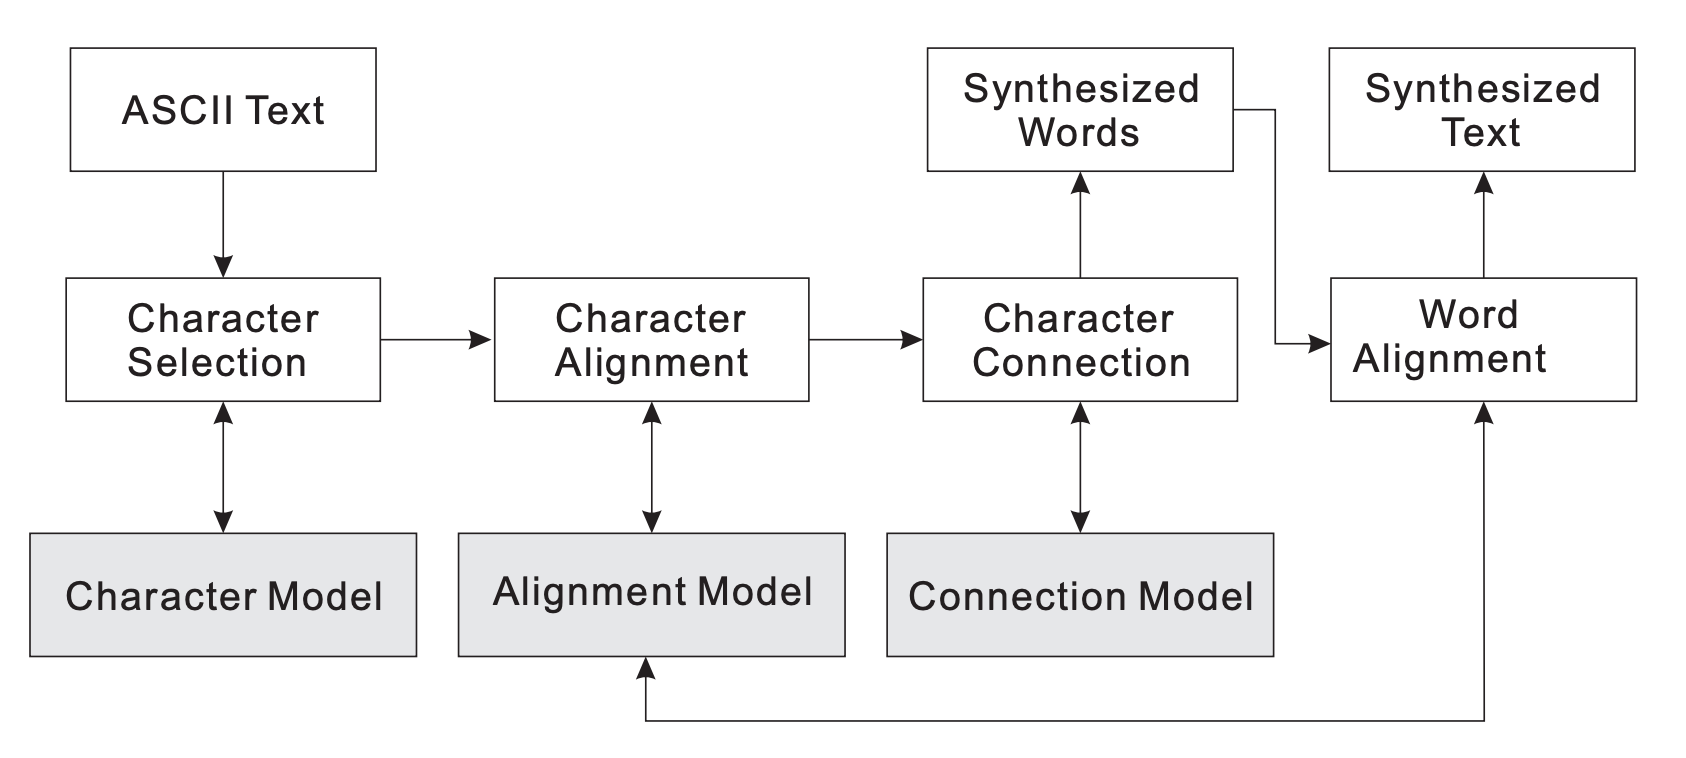 ASCII Text
Synthesized
Words
Synthesized
Text
Character
Selection
Character
Alignment
Character
Connection
Word
Alignment
Character Model
Alignment Model
Connection Model